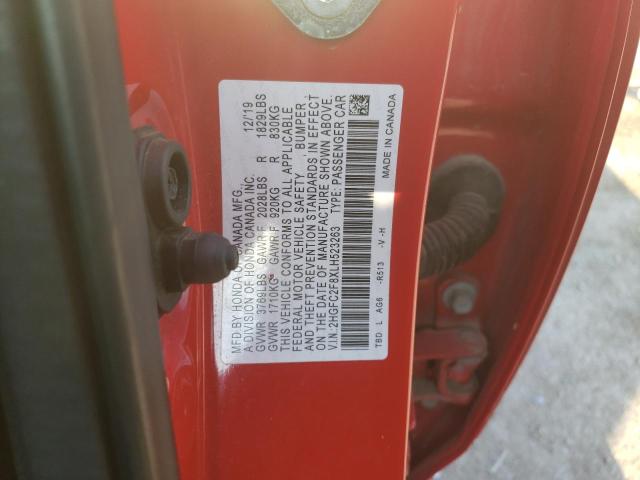 MFD.BY HONDA OF CANADA MFG., 12/19
A DIVISION OF HONDA CANADA INC.
GVWR 3769LBS GAWR F 2028LBS R 1829LBS
GVWR 1710KG GAWR F 920KG R 830KG
THIS VEHICLE CONFORMS TO ALL APPLICABLE
FEDERAL MOTOR VEHICLE SAFETY , BUMPER ,
AND THEFT PREVENTION STANDARDS IN EFFECT
ON THE DATE OF MANUFACTURE SHOWN ABOVE.
V.I.N: 2HGFC2F8XLH523263 TYPE: PASSENGER CAR
TBD L AG6 -R513 -V -H
MADE IN CANADA